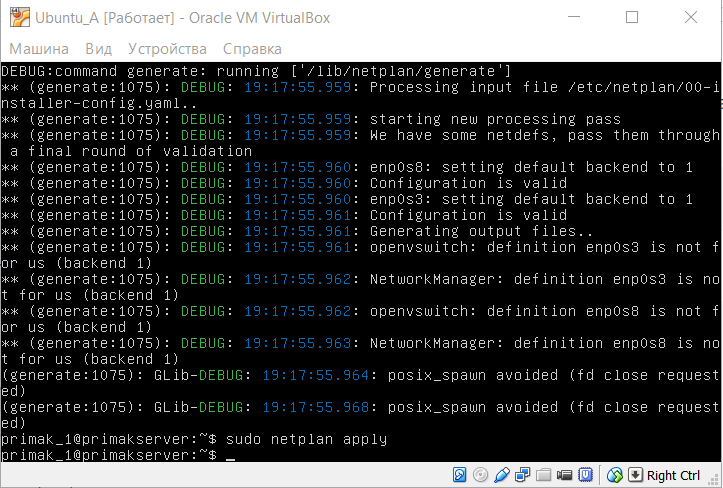 Ubuntu_A [Работает] - Oracle VM VirtualBox
Машина Вид Устройства Справка
DEBUG:command generate: running ['/lib/netplan/generate']
** (generate:1075): DEBUG: 19:17:55.959: Processing input file /etc/netplan/00-i
nstaller-config.yaml..
** (generate:1075): DEBUG: 19:17:55.959: starting new processing pass
** (generate:1075): DEBUG: 19:17:55.959: We have some netdefs, pass them through
 a final round of validation
** (generate:1075): DEBUG: 19:17:55.960: enp0s8: setting default backend to 1
** (generate:1075): DEBUG: 19:17:55.960: Configuration is valid
** (generate:1075): DEBUG: 19:17:55.960: enp0s3: setting default backend to 1
** (generate:1075): DEBUG: 19:17:55.961: Configuration is valid
** (generate:1075): DEBUG: 19:17:55.961: Generating output files..
** (generate:1075): DEBUG: 19:17:55.961: openvswitch: definition enp0s3 is not f
or us (backend 1)
** (generate:1075): DEBUG: 19:17:55.962: NetworkManager: definition enp0s3 is no
t for us (backend 1)
** (generate:1075): DEBUG: 19:17:55.962: openvswitch: definition enp0s8 is not f
or us (backend 1)
** (generate:1075): DEBUG: 19:17:55.963: NetworkManager: definition enp0s8 is no
t for us (backend 1)
(generate:1075): GLib-DEBUG: 19:17:55.964: posix_spawn avoided (fd close request
ed)
(generate:1075): GLib-DEBUG: 19:17:55.968: posix_spawn avoided (fd close request
ed)
primak_1@primakserver:~$ sudo netplan apply
primak_1@primakserver:~$ _
Right Ctrl